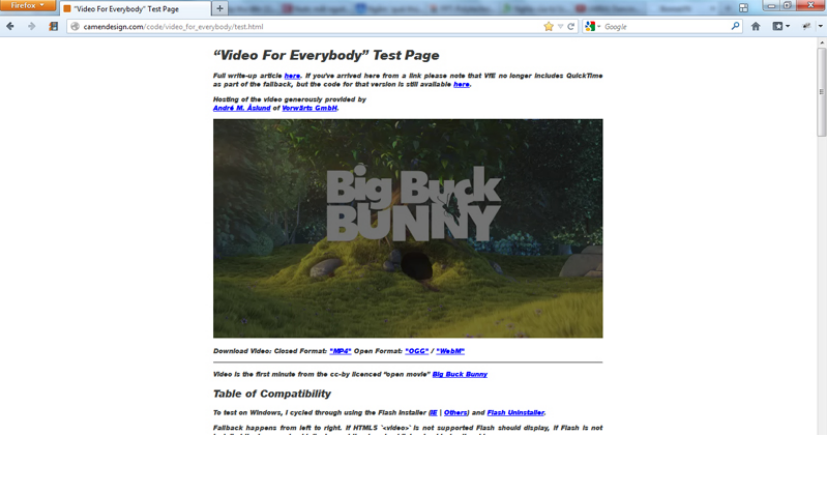 Firefox
"Video For Everybody" Test Page
camendesign.com/code/video_for_everybody/test.html
Google
“Video For Everybody” Test Page
Full write-up article here. If you've arrived here from a link please note that VfE no longer includes QuickTime
as part of the fallback, but the code for that version is still available here.
Hosting of the video generously provided by
André M. Åslund of Vorw5rts GmbH.
Big Buck
BUNNY
Download Video: Closed Format: "MP4" Open Format: "OGG" / "WebM"
Video is the first minute from the cc-by licenced “open movie” Big Buck Bunny
Table of Compatibility
To test on Windows, I cycled through using the Flash Installer (IE | Others) and Flash Uninstaller.
Fallback happens from left to right. If HTML5 `<video>` is not supported Flash should display, if Flash is not